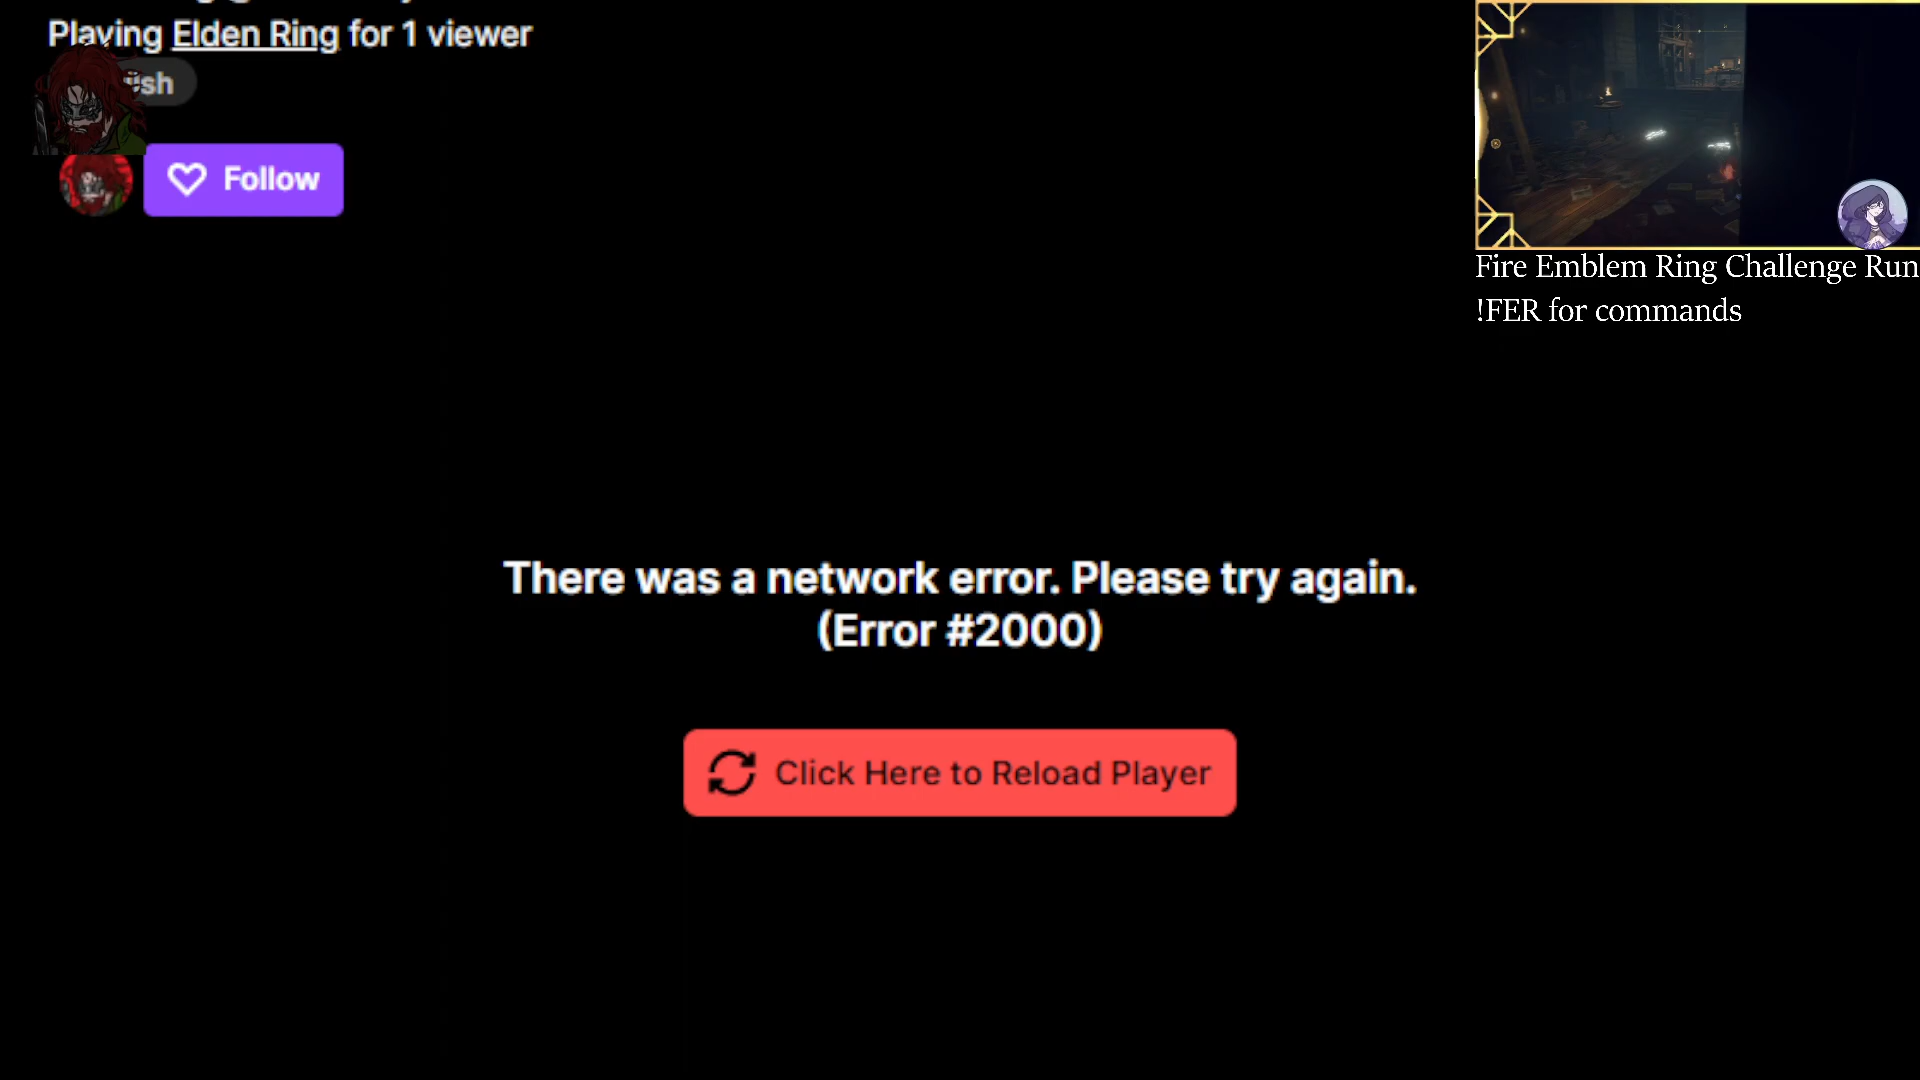 Playing Elden Ring for 1 viewer
Follow
Fire Emblem Ring Challenge Run
!FER for commands
There was a network error. Please try again.
(Error #2000)
Click Here to Reload Player